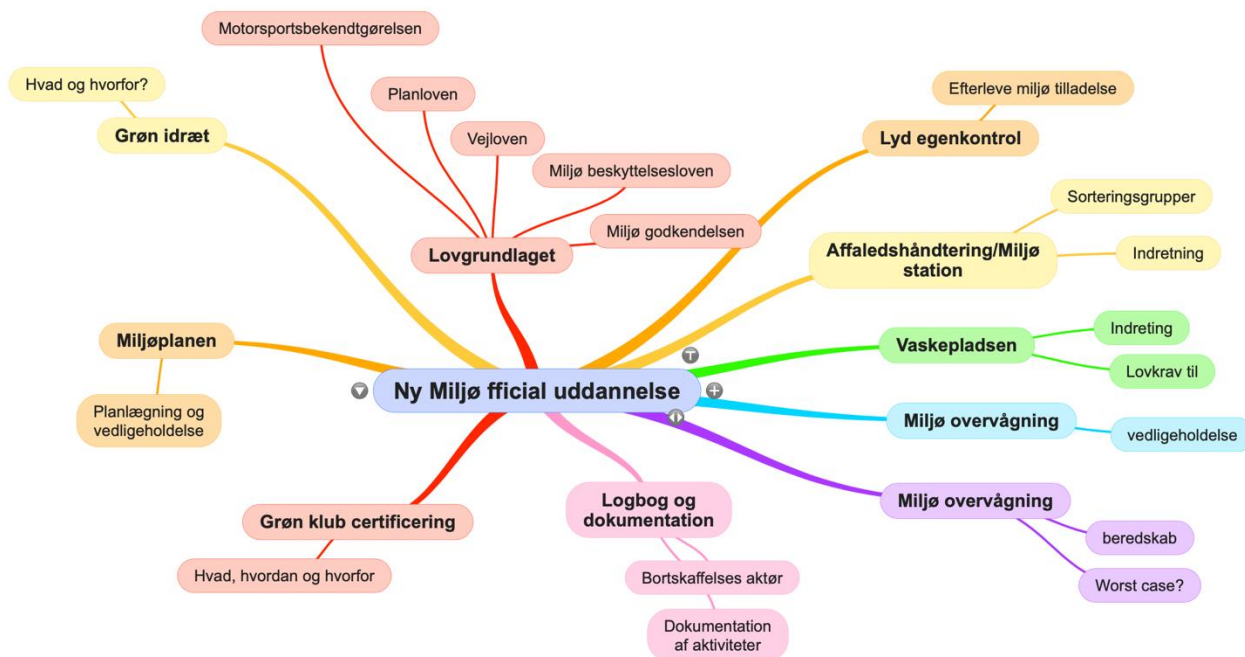 Motorsportsbekendtgørelsen
Hvad og hvorfor?
Grøn idræt
Planloven
Vejloven
Miljø beskyttelsesloven
Miljø godkendelsen
Lovgrundlaget
Efterleve miljø tilladelse
Lyd egenkontrol
Sorteringsgrupper
Affaledshåndtering/Miljø
station
Indretning
Miljøplanen
Planlægning og
vedligeholdelse
Ny Miljø fficial uddannelse
Indreting
Vaskepladsen
Lovkrav til
Miljø overvågning
vedligeholdelse
Miljø overvågning
beredskab
Worst case?
Grøn klub certificering
Hvad, hvordan og hvorfor
Logbog og
dokumentation
Bortskaffelses aktør
Dokumentation
af aktiviteter